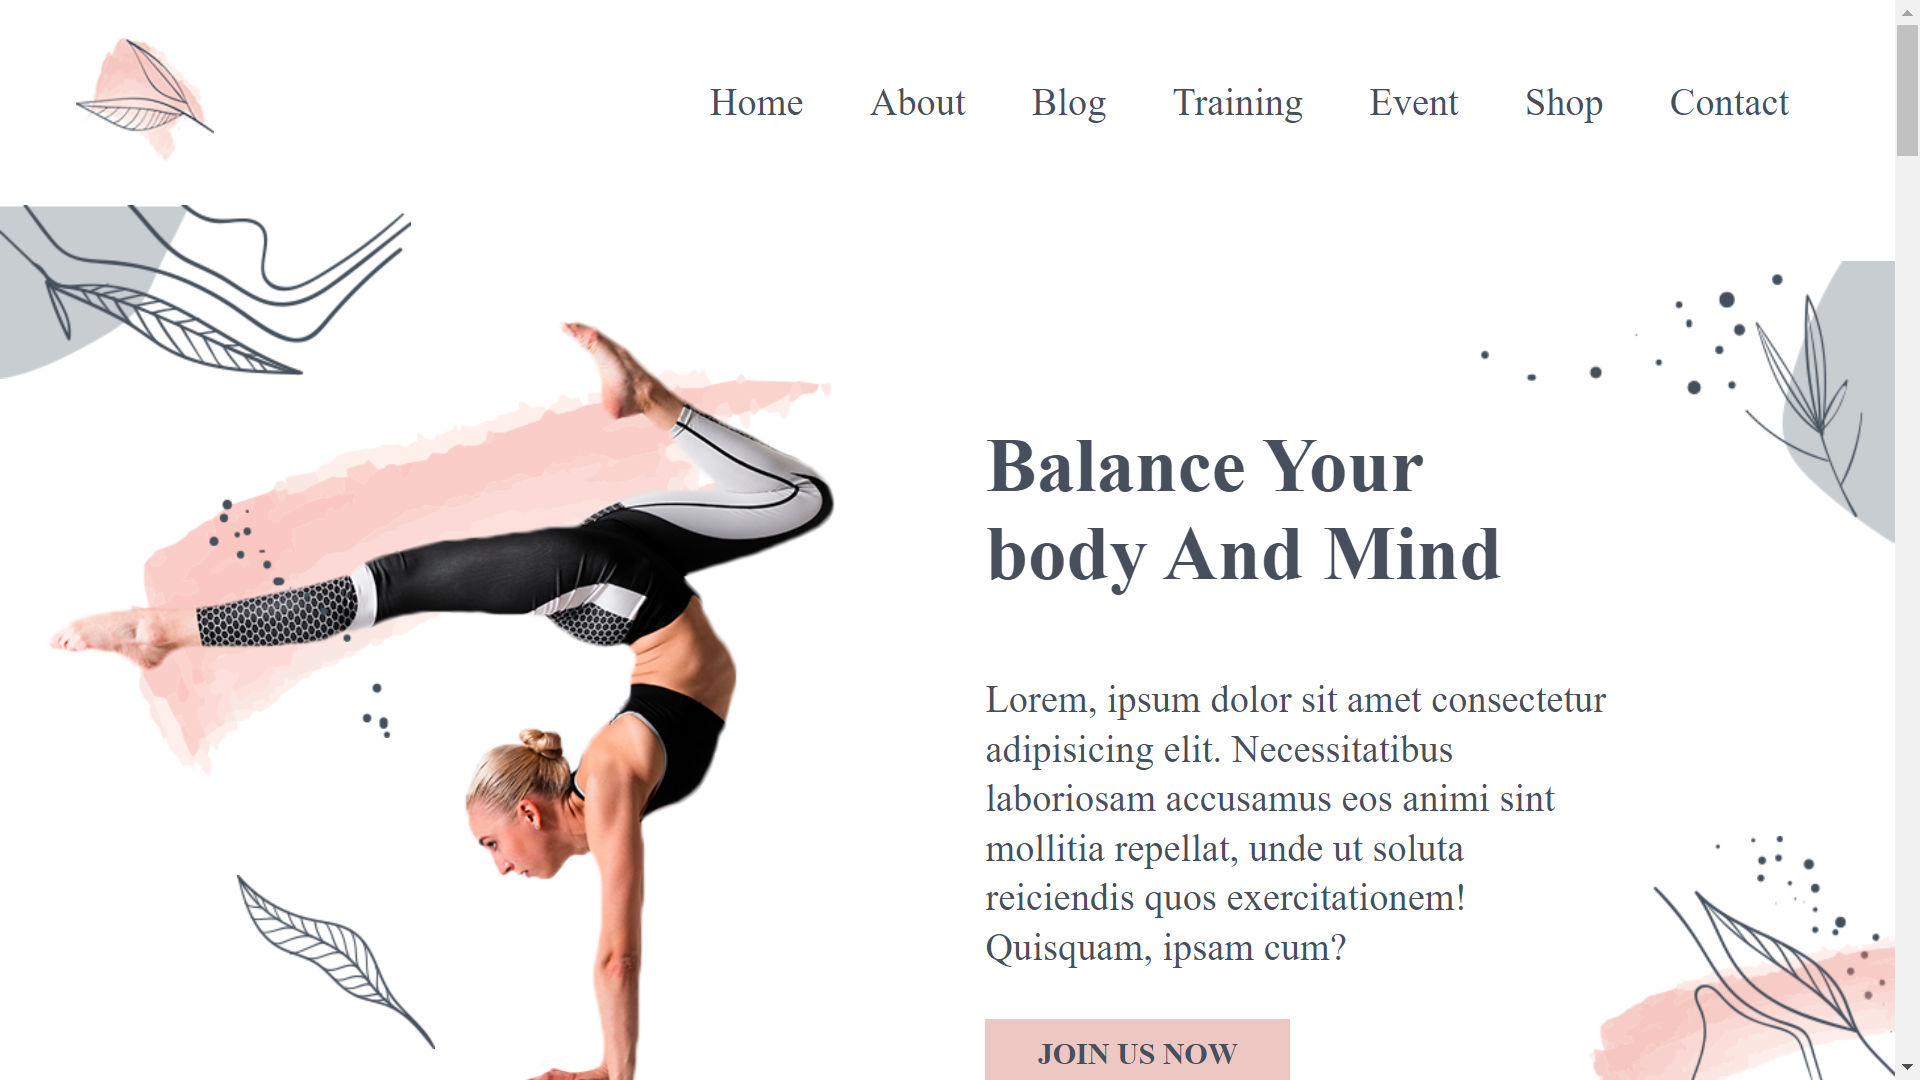 Home About Blog Training Event Shop Contact
Balance Your
body And Mind
Lorem, ipsum dolor sit amet consectetur
adipisicing elit. Necessitatibus
laboriosam accusamus eos animi sint
mollitia repellat, unde ut soluta
reiciendis quos exercitationem!
Quisquam, ipsam cum?
JOIN US NOW